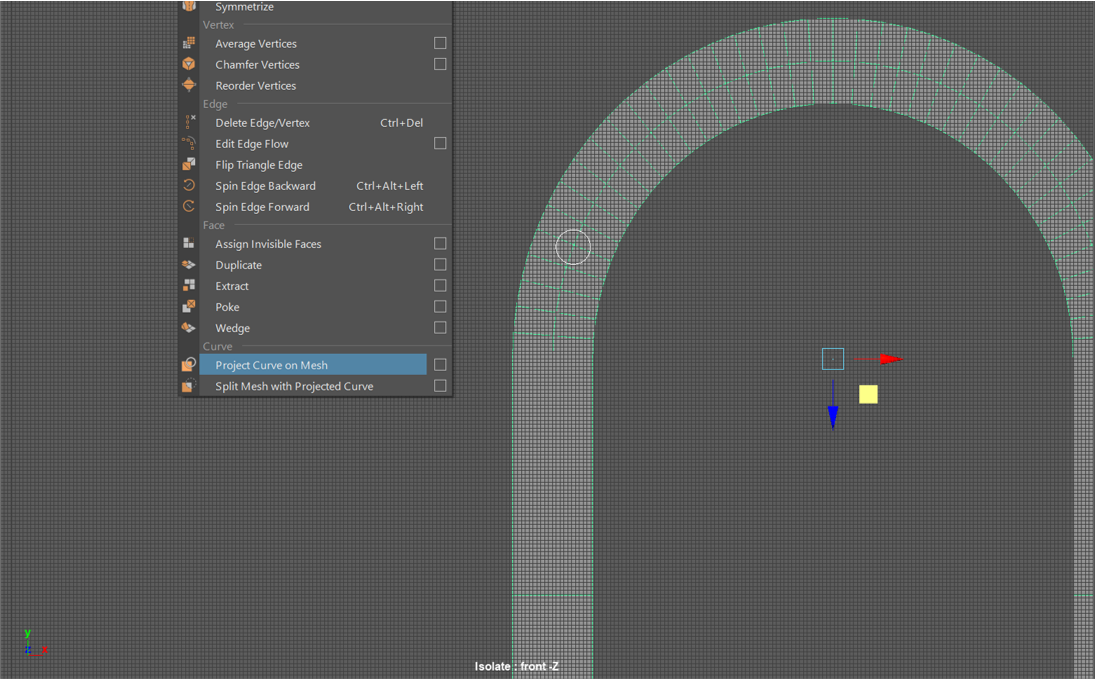 Symmetrize
Vertex
Average Vertices
Chamfer Vertices
Reorder Vertices
Edge
Delete Edge/Vertex Ctrl+Del
Edit Edge Flow
Flip Triangle Edge
Spin Edge Backward Ctrl+Alt+Left
Spin Edge Forward Ctrl+Alt+Right
Face
Assign Invisible Faces
Duplicate
Extract
Poke
Wedge
Curve
Project Curve on Mesh
Split Mesh with Projected Curve
y
z x
Isolate : front -Z